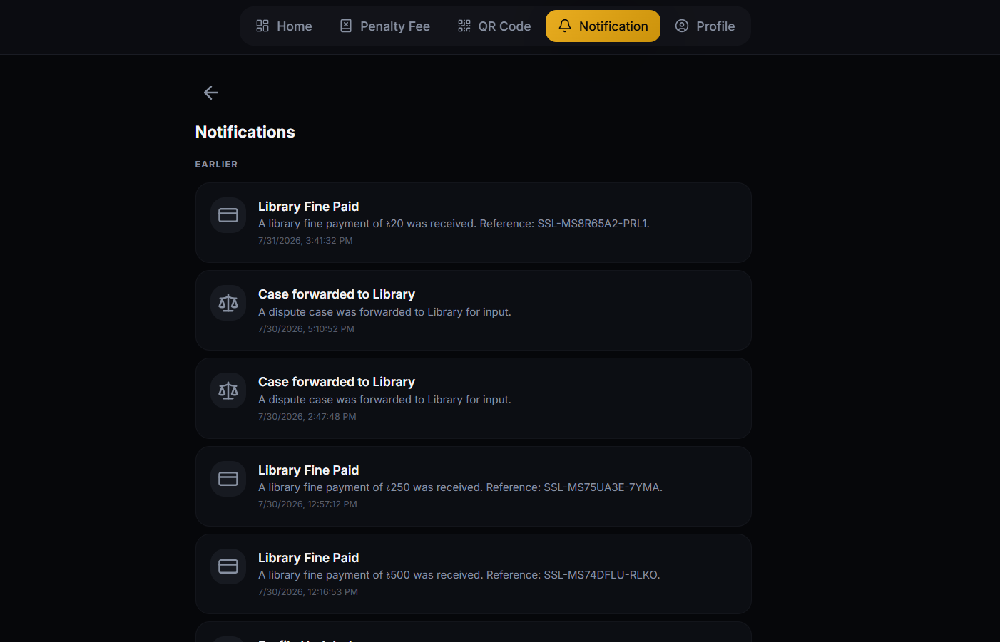 Home
Penalty Fee
QR Code
Notification
Profile
Notifications
EARLIER
Library Fine Paid
A library fine payment of ৳20 was received. Reference: SSL-MS8R65A2-PRL1.
7/31/2026, 3:41:32 PM
Case forwarded to Library
A dispute case was forwarded to Library for input.
7/30/2026, 5:10:52 PM
Case forwarded to Library
A dispute case was forwarded to Library for input.
7/30/2026, 2:47:48 PM
Library Fine Paid
A library fine payment of ৳250 was received. Reference: SSL-MS75UA3E-7YMA.
7/30/2026, 12:57:12 PM
Library Fine Paid
A library fine payment of ৳500 was received. Reference: SSL-MS74DFLU-RLKO.
7/30/2026, 12:16:53 PM